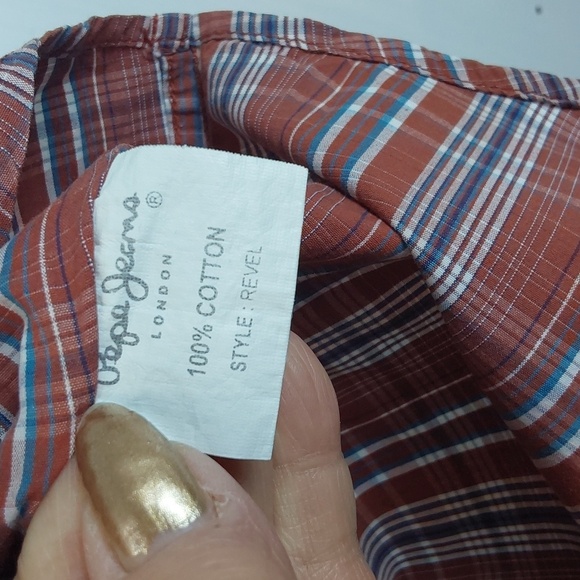 Pepe Jeans ®
LONDON
100% COTTON
STYLE: REVEL